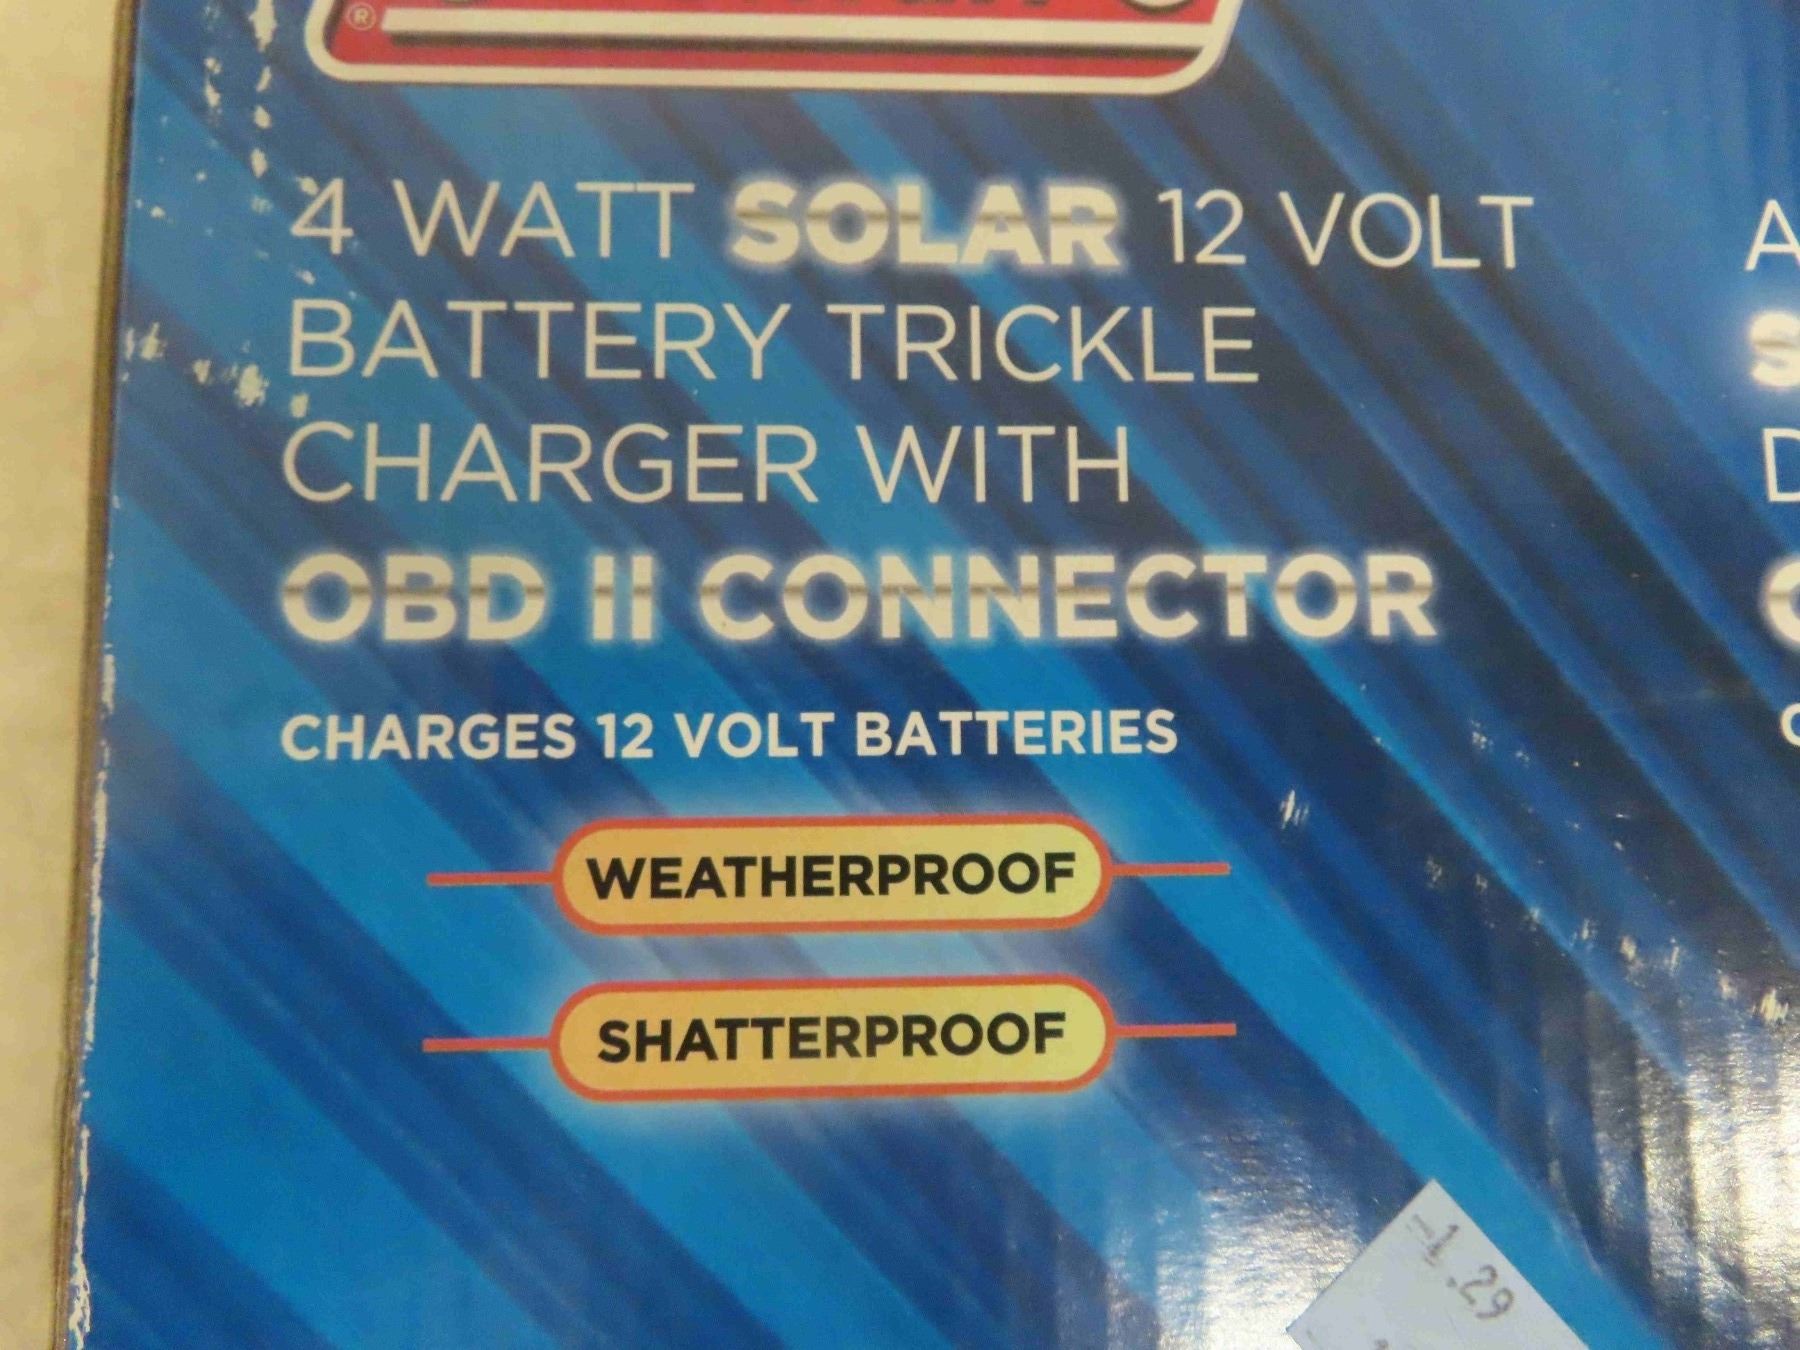 ®
4 WATT SOLAR 12 VOLT
BATTERY TRICKLE
CHARGER WITH
OBD II CONNECTOR
CHARGES 12 VOLT BATTERIES
WEATHERPROOF
SHATTERPROOF